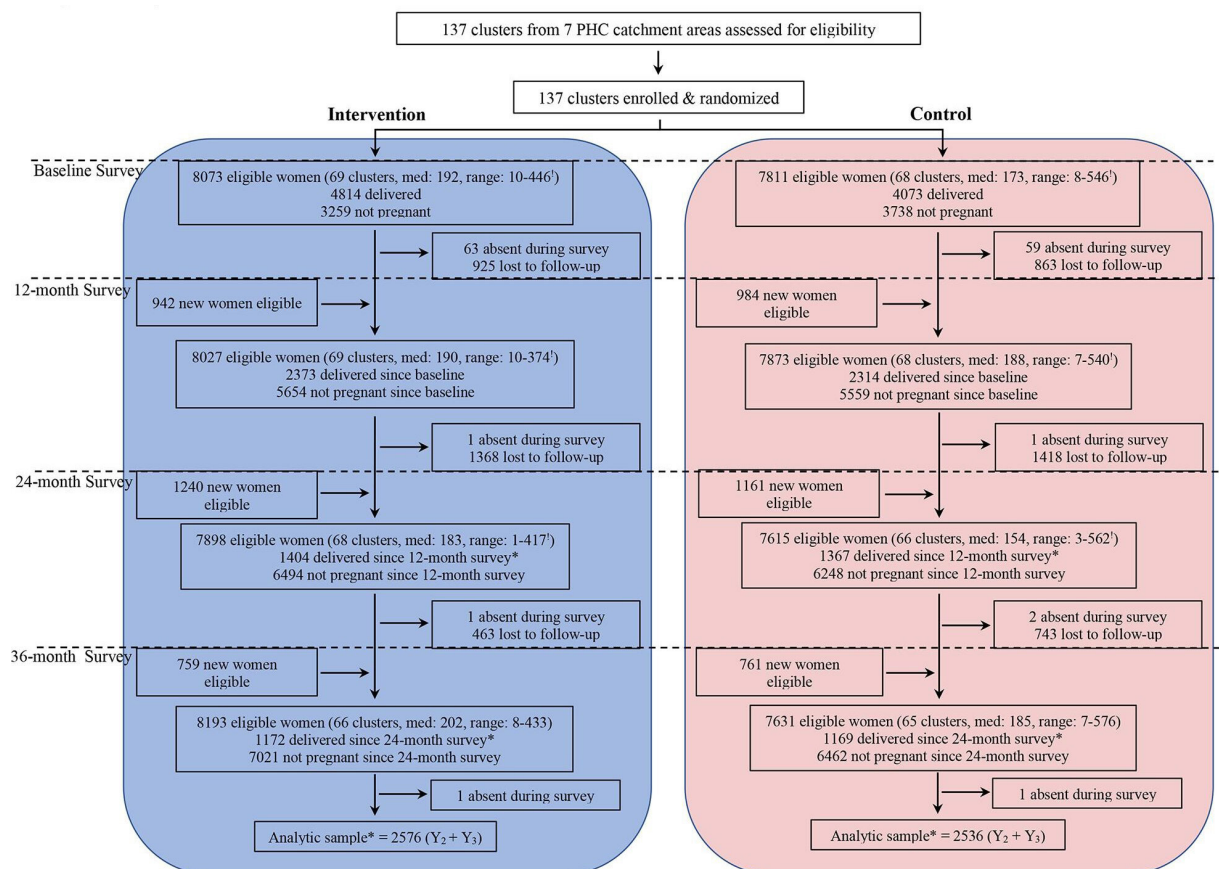 137 clusters from 7 PHC catchment areas assessed for eligibility
137 clusters enrolled & randomized
Intervention
Control
Baseline Survey
8073 eligible women (69 clusters, med: 192, range: 10-446!)
4814 delivered
3259 not pregnant
7811 eligible women (68 clusters, med: 173, range: 8-546!)
4073 delivered
3738 not pregnant
63 absent during survey
925 lost to follow-up
59 absent during survey
863 lost to follow-up
12-month Survey
942 new women eligible
984 new women
eligible
8027 eligible women (69 clusters, med: 190, range: 10-374!)
2373 delivered since baseline
5654 not pregnant since baseline
7873 eligible women (68 clusters, med: 188, range: 7-540!)
2314 delivered since baseline
5559 not pregnant since baseline
1 absent during survey
1368 lost to follow-up
1 absent during survey
1418 lost to follow-up
24-month Survey
1240 new women
eligible
1161 new women
eligible
7898 eligible women (68 clusters, med: 183, range: 1-417!)
1404 delivered since 12-month survey*
6494 not pregnant since 12-month survey
7615 eligible women (66 clusters, med: 154, range: 3-562!)
1367 delivered since 12-month survey*
6248 not pregnant since 12-month survey
1 absent during survey
463 lost to follow-up
2 absent during survey
743 lost to follow-up
36-month Survey
759 new women
eligible
761 new women
eligible
8193 eligible women (66 clusters, med: 202, range: 8-433)
1172 delivered since 24-month survey*
7021 not pregnant since 24-month survey
7631 eligible women (65 clusters, med: 185, range: 7-576)
1169 delivered since 24-month survey*
6462 not pregnant since 24-month survey
1 absent during survey
1 absent during survey
Analytic sample* = 2576 (Y₂ + Y₃)
Analytic sample* = 2536 (Y₂ + Y₃)